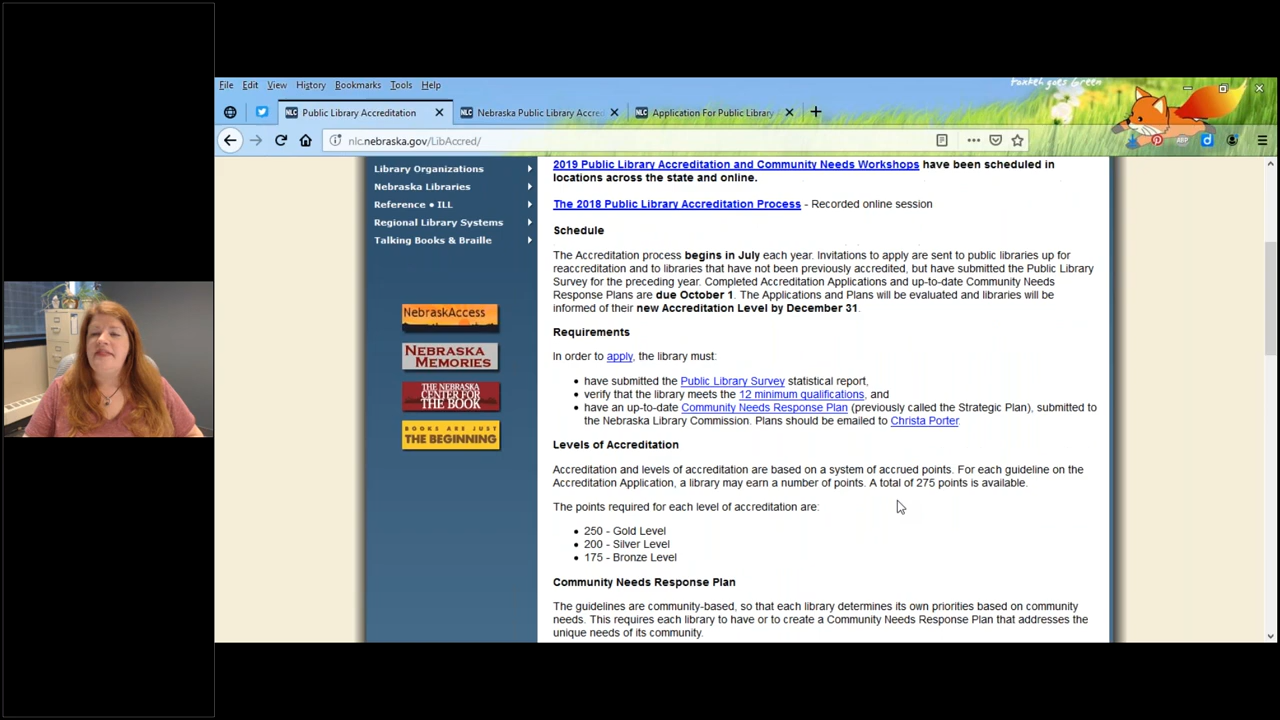 Foxkeh goes Green
File Edit View History Bookmarks Tools Help
NLC Public Library Accreditation
NLC Nebraska Public Library Accred
NLC Application For Public Library
nlc.nebraska.gov/LibAccred/
Library Organizations
Nebraska Libraries
Reference • ILL
Regional Library Systems
Talking Books & Braille
NebraskAccess
NEBRASKA
MEMORIES
THE NEBRASKA
CENTER FOR
THE BOOK
BOOKS ARE JUST
THE BEGINNING
2019 Public Library Accreditation and Community Needs Workshops have been scheduled in
locations across the state and online.
The 2018 Public Library Accreditation Process - Recorded online session
Schedule
The Accreditation process begins in July each year. Invitations to apply are sent to public libraries up for
reaccreditation and to libraries that have not been previously accredited, but have submitted the Public Library
Survey for the preceding year. Completed Accreditation Applications and up-to-date Community Needs
Response Plans are due October 1. The Applications and Plans will be evaluated and libraries will be
informed of their new Accreditation Level by December 31.
Requirements
In order to apply, the library must:
• have submitted the Public Library Survey statistical report,
• verify that the library meets the 12 minimum qualifications, and
• have an up-to-date Community Needs Response Plan (previously called the Strategic Plan), submitted to
the Nebraska Library Commission. Plans should be emailed to Christa Porter.
Levels of Accreditation
Accreditation and levels of accreditation are based on a system of accrued points. For each guideline on the
Accreditation Application, a library may earn a number of points. A total of 275 points is available.
The points required for each level of accreditation are:
• 250 - Gold Level
• 200 - Silver Level
• 175 - Bronze Level
Community Needs Response Plan
The guidelines are community-based, so that each library determines its own priorities based on community
needs. This requires each library to have or to create a Community Needs Response Plan that addresses the
unique needs of its community.